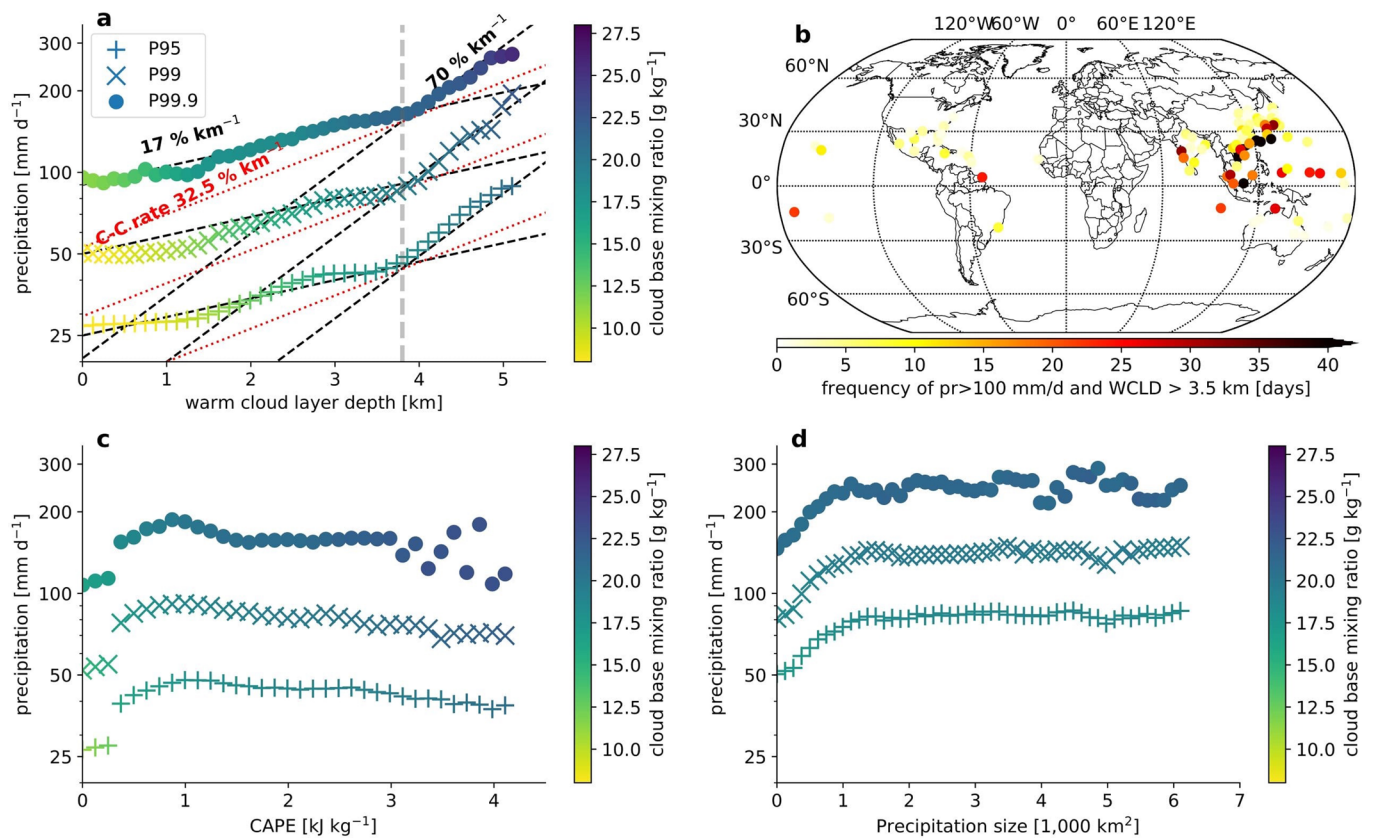 a
300
200
100
50
25
precipitation [mm d⁻¹]
P95
P99
P99.9
17 % km⁻¹
70 % km⁻¹
C-C rate 32.5 % km⁻¹
0 1 2 3 4 5
warm cloud layer depth [km]
27.5
25.0
22.5
20.0
17.5
15.0
12.5
10.0
cloud base mixing ratio [g kg⁻¹]
b
120°W 60°W 0° 60°E 120°E
60°N
30°N
0°
30°S
60°S
0 5 10 15 20 25 30 35 40
frequency of pr>100 mm/d and WCLD > 3.5 km [days]
c
300
200
100
50
25
precipitation [mm d⁻¹]
0 1 2 3 4
CAPE [kJ kg⁻¹]
27.5
25.0
22.5
20.0
17.5
15.0
12.5
10.0
cloud base mixing ratio [g kg⁻¹]
d
300
200
100
50
25
precipitation [mm d⁻¹]
0 1 2 3 4 5 6 7
Precipitation size [1,000 km²]
27.5
25.0
22.5
20.0
17.5
15.0
12.5
10.0
cloud base mixing ratio [g kg⁻¹]